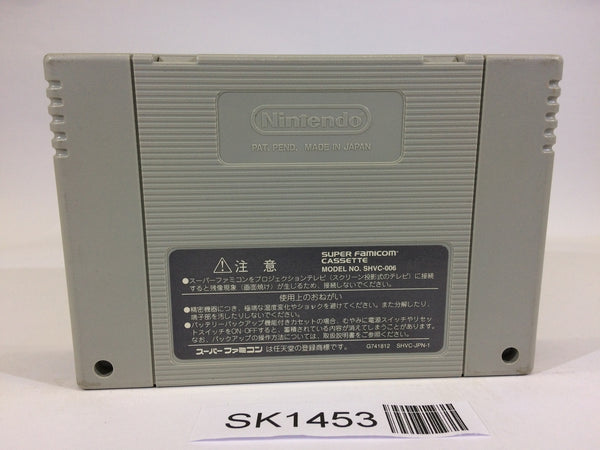 Nintendo
PAT. PEND. MADE IN JAPAN
⚠注意
SUPER FAMICOM
CASSETTE
MODEL NO. SHVC-006
●スーパーファミコンをプロジェクションテレビ(スクリーン投影式のテレビ)に接続
すると残像現象(画面焼け)が生じるため、接続しないでください。
使用上のおねがい
●精密機器につき、極端な温度変化やショックを避けてください。また分解したり、
端子部を汚したりしないでください。
●バッテリーバックアップ機能付きカセットの場合、むやみに電源スイッチやリセッ
トスイッチをON・OFFすると、蓄積されている内容が消えてしまうことがあります。
なお、バックアップの操作方法については、取扱説明書をご参照ください。
スーパーファミコン は任天堂の登録商標です。
G741812 SHVC-JPN-1
SK1453